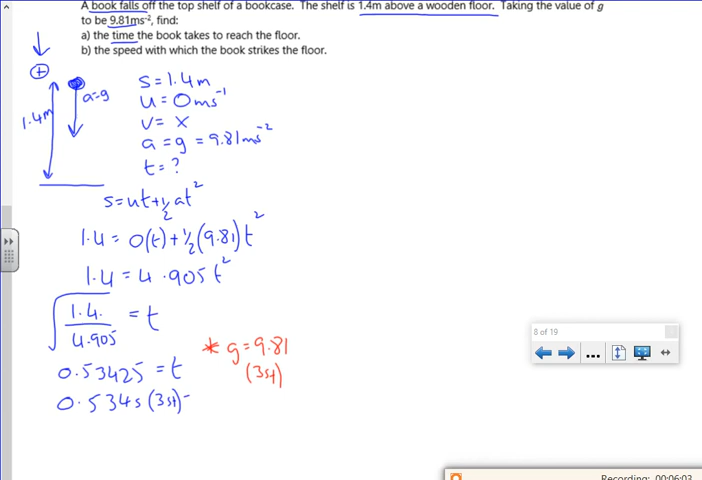 A book falls off the top shelf of a bookcase. The shelf is 1.4m above a wooden floor. Taking the value of g
to be 9.81ms⁻², find:
a) the time the book takes to reach the floor.
b) the speed with which the book strikes the floor.
+
a=g
1.4m
s = 1.4m
u = 0ms⁻¹
v = x
a = g = 9.81ms⁻²
t = ?
s=ut+½at²
1.4 = 0(t)+½(9.81)t²
1.4 = 4.905t²
√(1.4/4.905) = t
0.53425 = t
0.534s (3sf)
* g = 9.81
(3sf)
8 of 19
...
Recording: 00:06:03